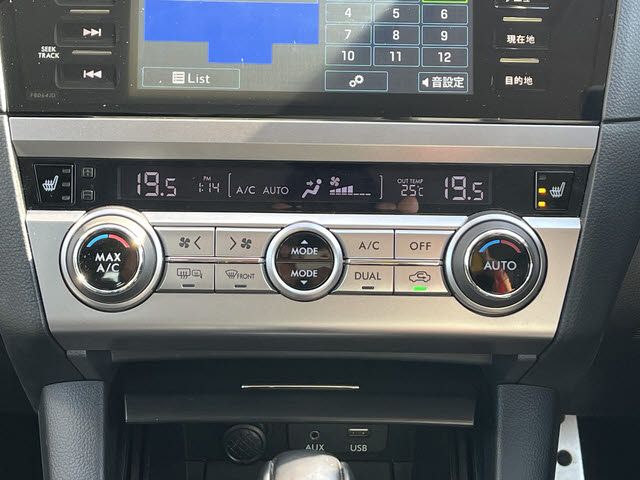 4 5 6
7 8 9
10 11 12
List
音設定
SEEK
TRACK
現在地
目的地
19.5
PM
1:14
A/C AUTO
OUT TEMP
25℃
19.5
MAX
A/C
MODE
MODE
A/C
OFF
FRONT
DUAL
AUTO
AUX
USB